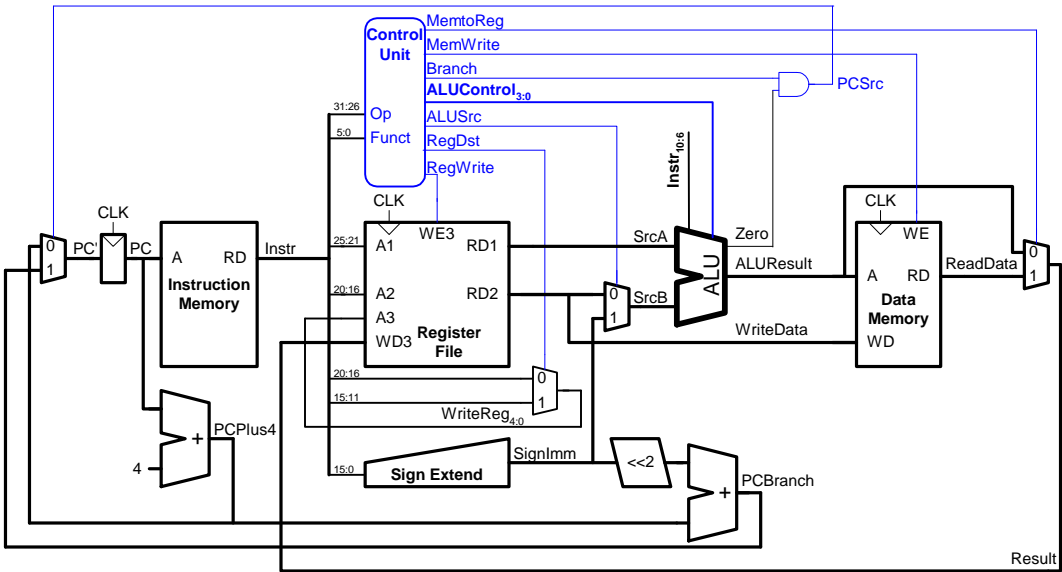 MemtoReg
Control
Unit
MemWrite
Branch
PCSrc
ALUControl3:0
31:26
Op
ALUSrc
5:0
Funct
RegDst
RegWrite
Instr10:6
CLK
CLK
CLK
0
1
PC'
PC
A
RD
Instruction
Memory
Instr
25:21
A1
WE3
RD1
SrcA
Zero
WE
0
1
20:16
A2
RD2
0
1
SrcB
ALU
ALUResult
A
RD
ReadData
A3
Data
Memory
WD3
Register
File
WriteData
WD
20:16
0
15:11
1
WriteReg4:0
PCPlus4
+
4
SignImm
15:0
Sign Extend
<<2
+
PCBranch
Result